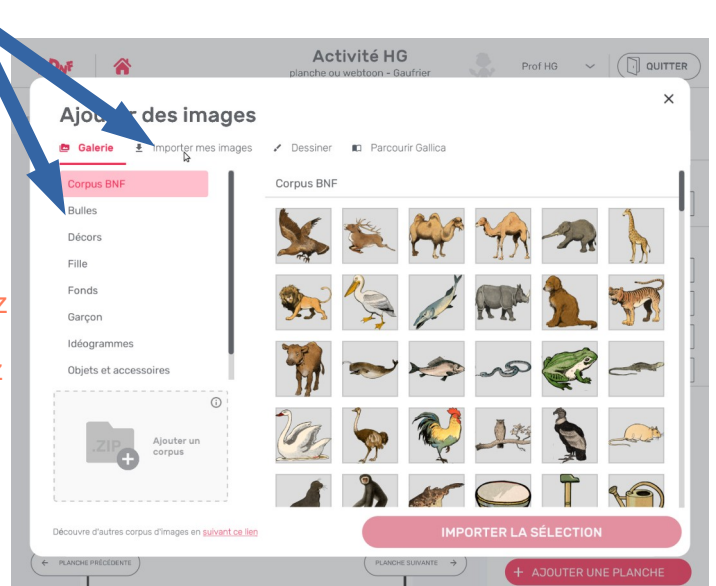 Activité HG
planche ou webtoon - Gaufrier
Prof HG
QUITTER
Ajouter des images
Galerie
Importer mes images
Dessiner
Parcourir Gallica
Corpus BNF
Bulles
Décors
Fille
Fonds
Garçon
Idéogrammes
Objets et accessoires
Corpus BNF
.ZIP
Ajouter un
corpus
Découvre d'autres corpus d'images en suivant ce lien
IMPORTER LA SÉLECTION
PLANCHE PRÉCÉDENTE
PLANCHE SUIVANTE
+ AJOUTER UNE PLANCHE